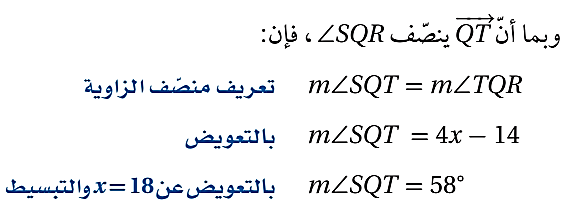 وبما أنّ $\overrightarrow{QT}$ ينصّف ∠SQR ، فإن:
m∠SQT = m∠TQR تعريف منصّف الزاوية
m∠SQT = 4x − 14 بالتعويض
m∠SQT = 58° بالتعويض عن x=18 والتبسيط